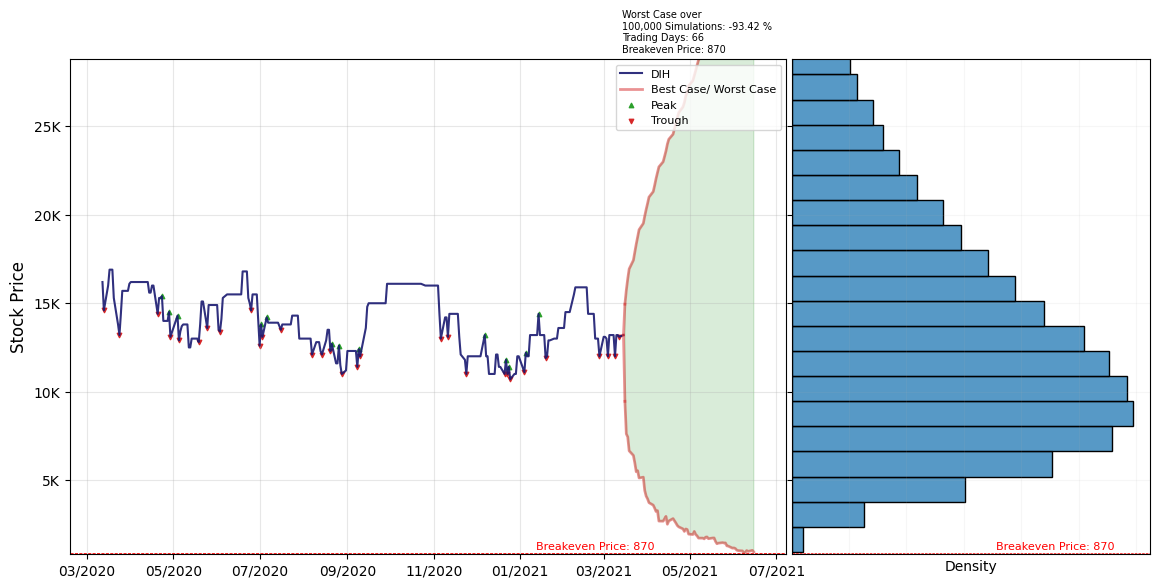 Worst Case over
100,000 Simulations: -93.42 %
Trading Days: 66
Breakeven Price: 870
DIH
Best Case/ Worst Case
Peak
Trough
Stock Price
25K
20K
15K
10K
5K
Breakeven Price: 870
Breakeven Price: 870
03/2020 05/2020 07/2020 09/2020 11/2020 01/2021 03/2021 05/2021 07/2021
Density